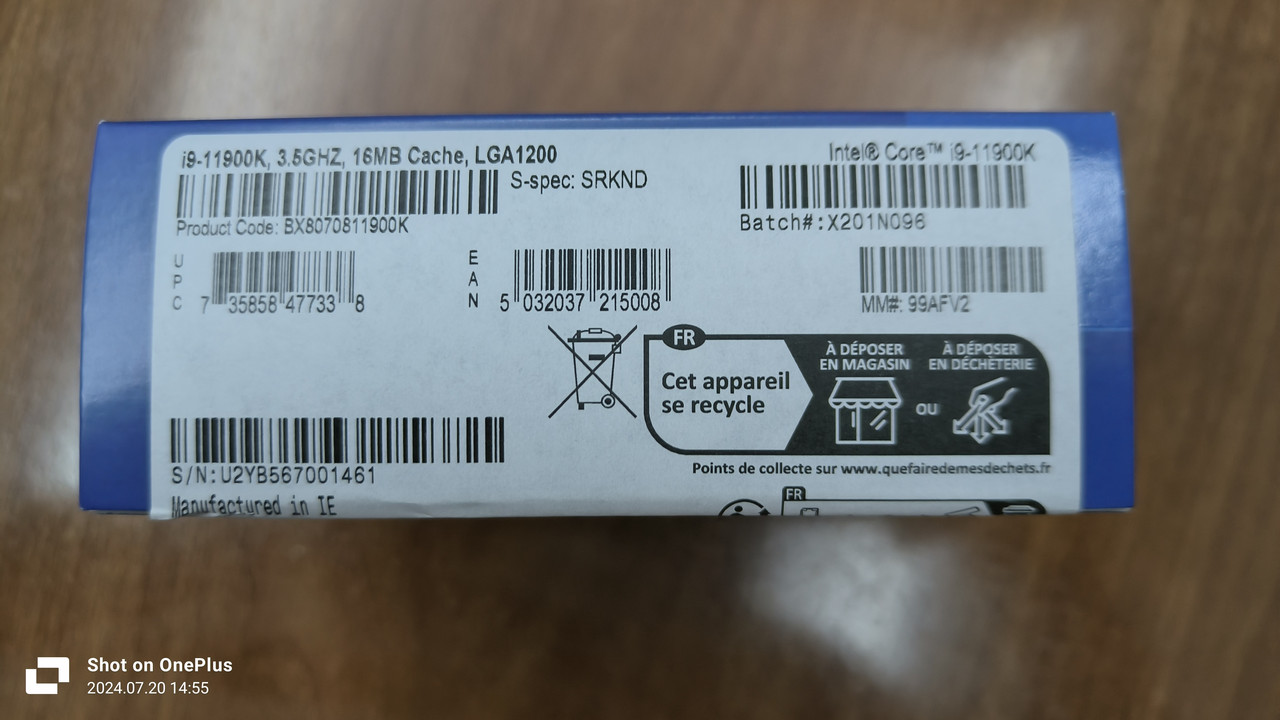 i9-11900K, 3.5GHZ, 16MB Cache, LGA1200
S-spec: SRKND
Product Code: BX8070811900K
Intel® Core™ i9-11900K
Batch#:X201N096
UPC
7 35858 47733 8
EAN
5 032037 215008
MM#: 99AFV2
FR
Cet appareil
se recycle
À DÉPOSER
EN MAGASIN
OU
À DÉPOSER
EN DÉCHÈTERIE
Points de collecte sur www.quefairedemesdechets.fr
S/N:U2YB567001461
Manufactured in IE
FR
Shot on OnePlus
2024.07.20 14:55